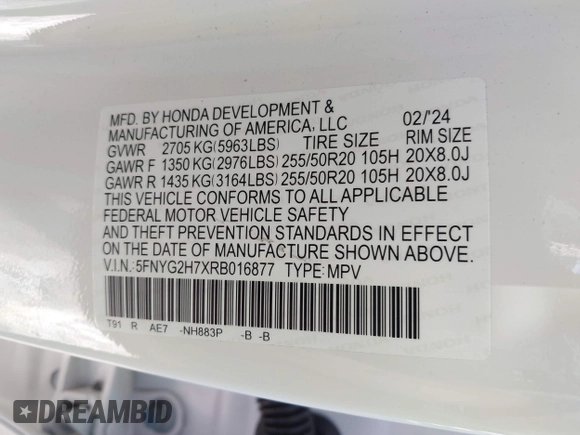 MFD. BY HONDA DEVELOPMENT &
MANUFACTURING OF AMERICA, LLC 02/'24
GVWR 2705 KG(5963LBS) TIRE SIZE RIM SIZE
GAWR F 1350 KG(2976LBS) 255/50R20 105H 20X8.0J
GAWR R 1435 KG(3164LBS) 255/50R20 105H 20X8.0J
THIS VEHICLE CONFORMS TO ALL APPLICABLE
FEDERAL MOTOR VEHICLE SAFETY
AND THEFT PREVENTION STANDARDS IN EFFECT
ON THE DATE OF MANUFACTURE SHOWN ABOVE.
V.I.N.: 5FNYG2H7XRB016877 TYPE: MPV
T91 R AE7 -NH883P -B -B
DREAMBID